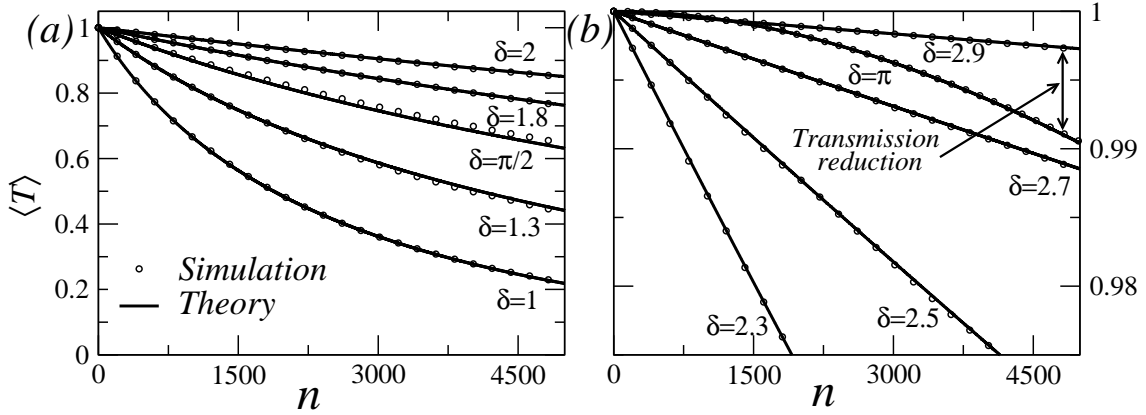 (a)
1
0.8
0.6
0.4
0.2
0
⟨T⟩
0
1500
3000
4500
n
δ=2
δ=1.8
δ=π/2
δ=1.3
δ=1
Simulation
Theory
(b)
1
0.99
0.98
0
1500
3000
4500
n
δ=2.9
δ=π
Transmission
reduction
δ=2.7
δ=2.5
δ=2.3